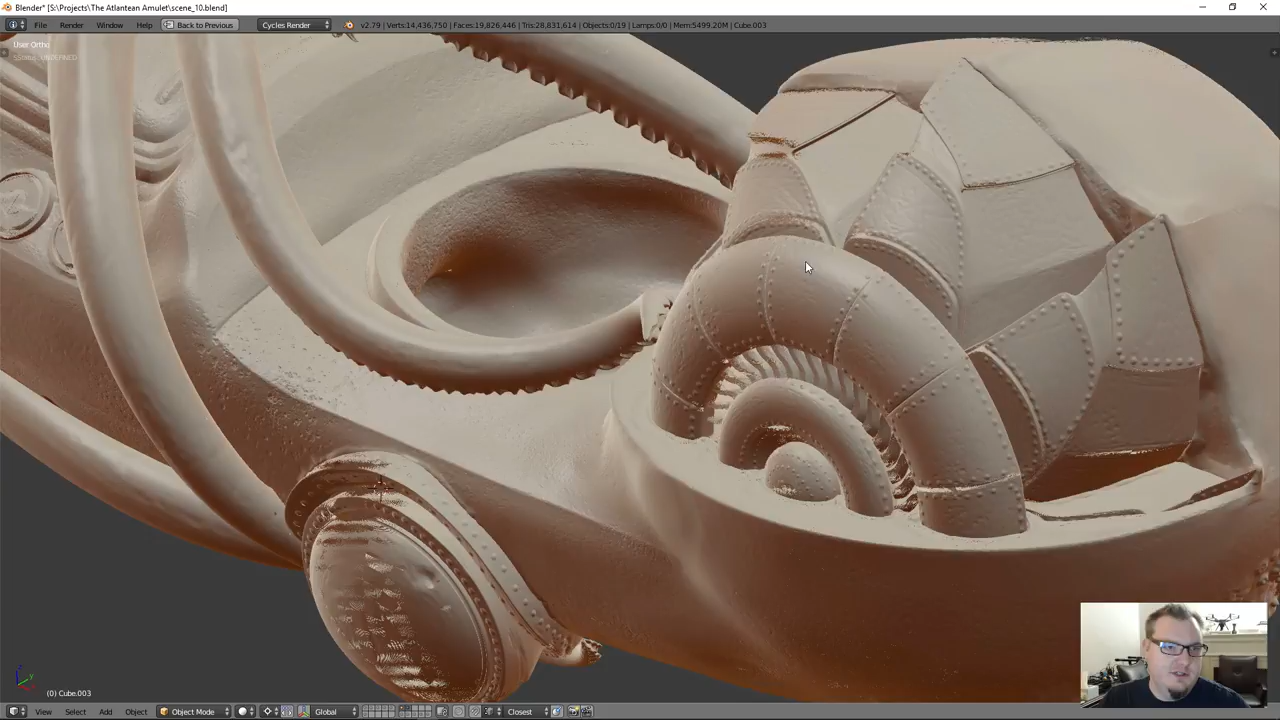 Blender* [S:\Projects\The Atlantean Amulet\scene_10.blend]
File Render Window Help Back to Previous Cycles Render v2.79 | Verts:14,436,750 | Faces:19,826,446 | Tris:28,831,614 | Objects:0/19 | Lamps:0/0 | Mem:5499.20M | Cube.003
User Ortho
(0) Cube.003
View Select Add Object Object Mode Global Closest